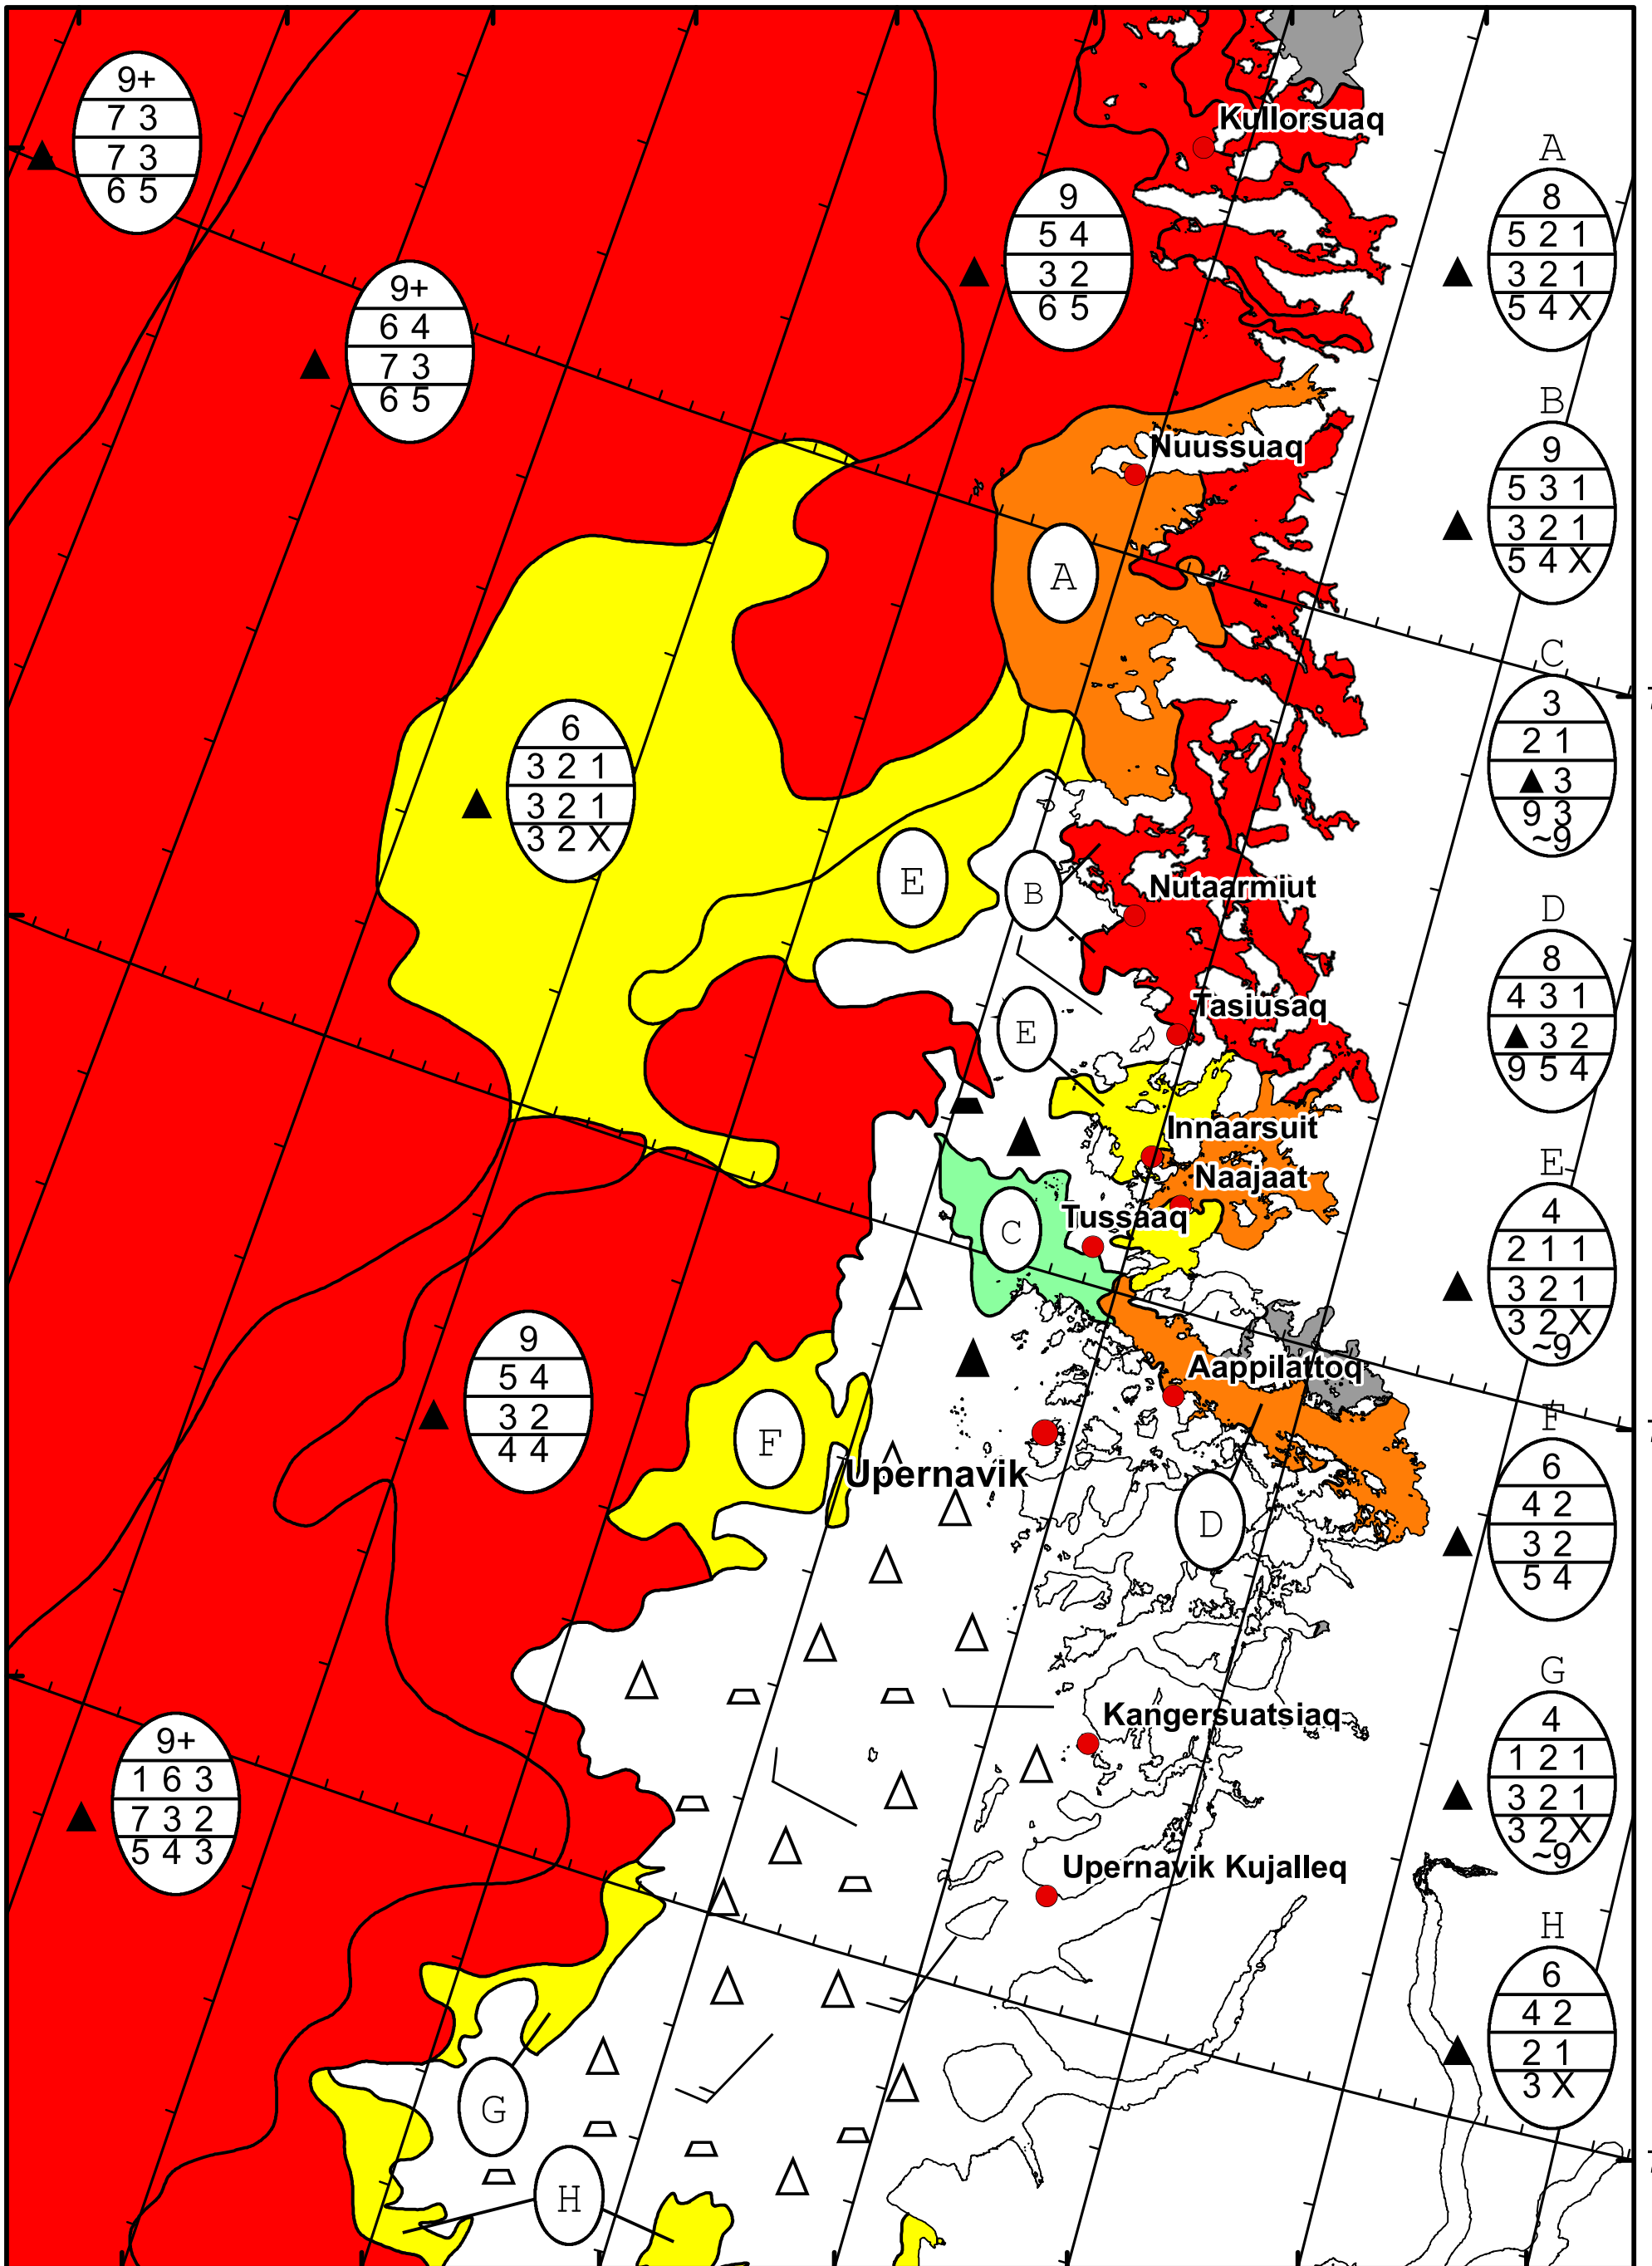 9+
7 3
7 3
6 5
Kullorsuaq
A
8
5 2 1
3 2 1
5 4 X
9
5 4
3 2
6 5
9+
6 4
7 3
6 5
B
9
5 3 1
3 2 1
5 4 X
Nuussuaq
A
C
3
2 1
▲ 3
9 3
~9
6
3 2 1
3 2 1
3 2 X
E
B
Nutaarmiut
D
8
4 3 1
▲ 3 2
9 5 4
Tasiusaq
E
Innaarsuit
Naajaat
Tussaaq
C
E
4
2 1 1
3 2 1
3 2 X
~9
9
5 4
3 2
4 4
Aappilattoq
F
Upernavik
D
F
6
4 2
3 2
5 4
G
4
1 2 1
3 2 1
3 2 X
~9
Kangersuatsiaq
9+
1 6 3
7 3 2
5 4 3
Upernavik Kujalleq
H
6
4 2
2 1
3 X
G
H